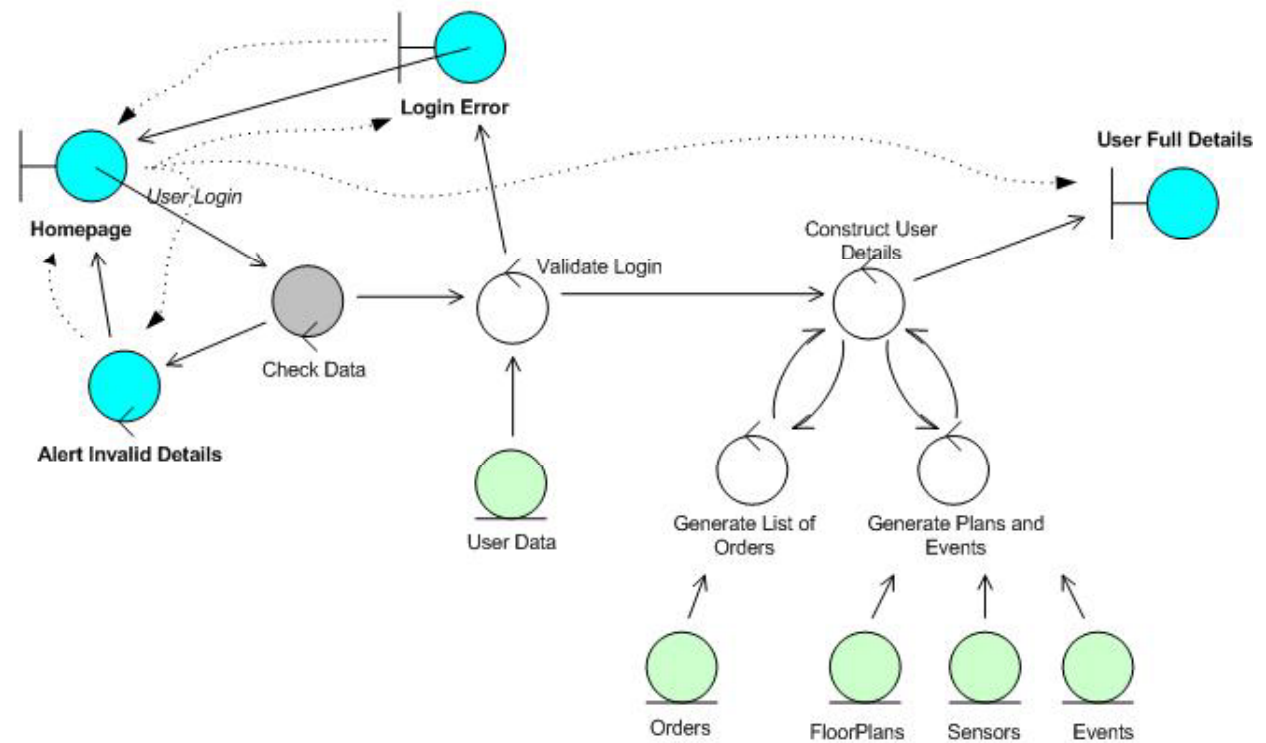 Login Error
User Full Details
User Login
Homepage
Construct User
Details
Validate Login
Check Data
Alert Invalid Details
User Data
Generate List of
Orders
Generate Plans and
Events
Orders
FloorPlans
Sensors
Events